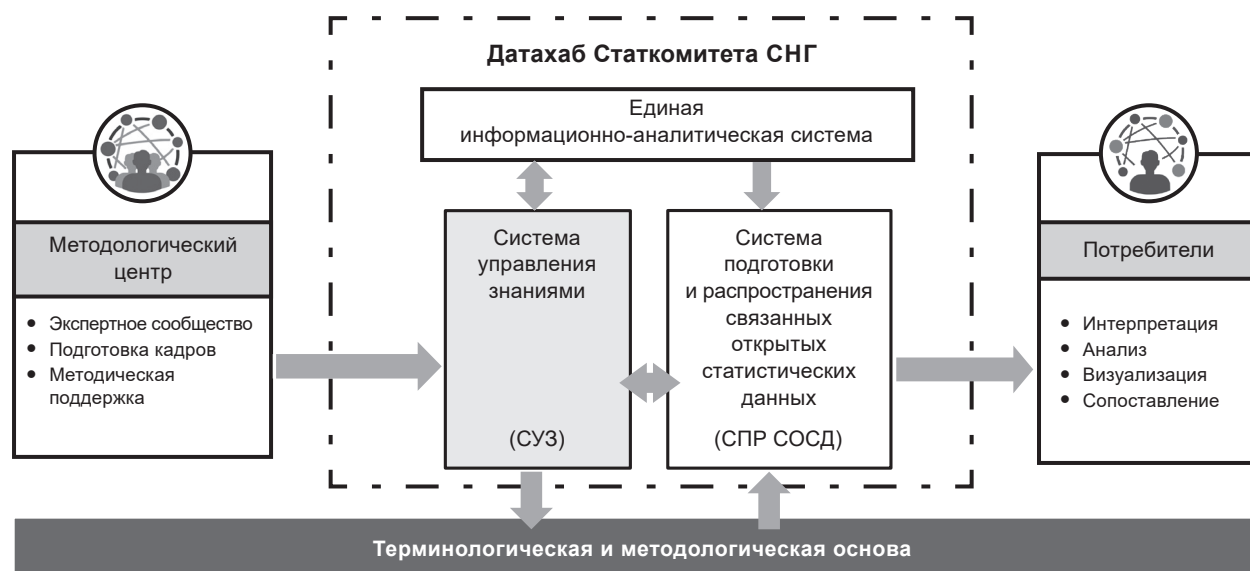 Датахаб Статкомитета СНГ
Единая
информационно-аналитическая система
Методологический
центр
• Экспертное сообщество
• Подготовка кадров
• Методическая
поддержка
Система
управления
знаниями
(СУЗ)
Система
подготовки
и распространения
связанных
открытых
статистических
данных
(СПР СОСД)
Потребители
• Интерпретация
• Анализ
• Визуализация
• Сопоставление
Терминологическая и методологическая основа